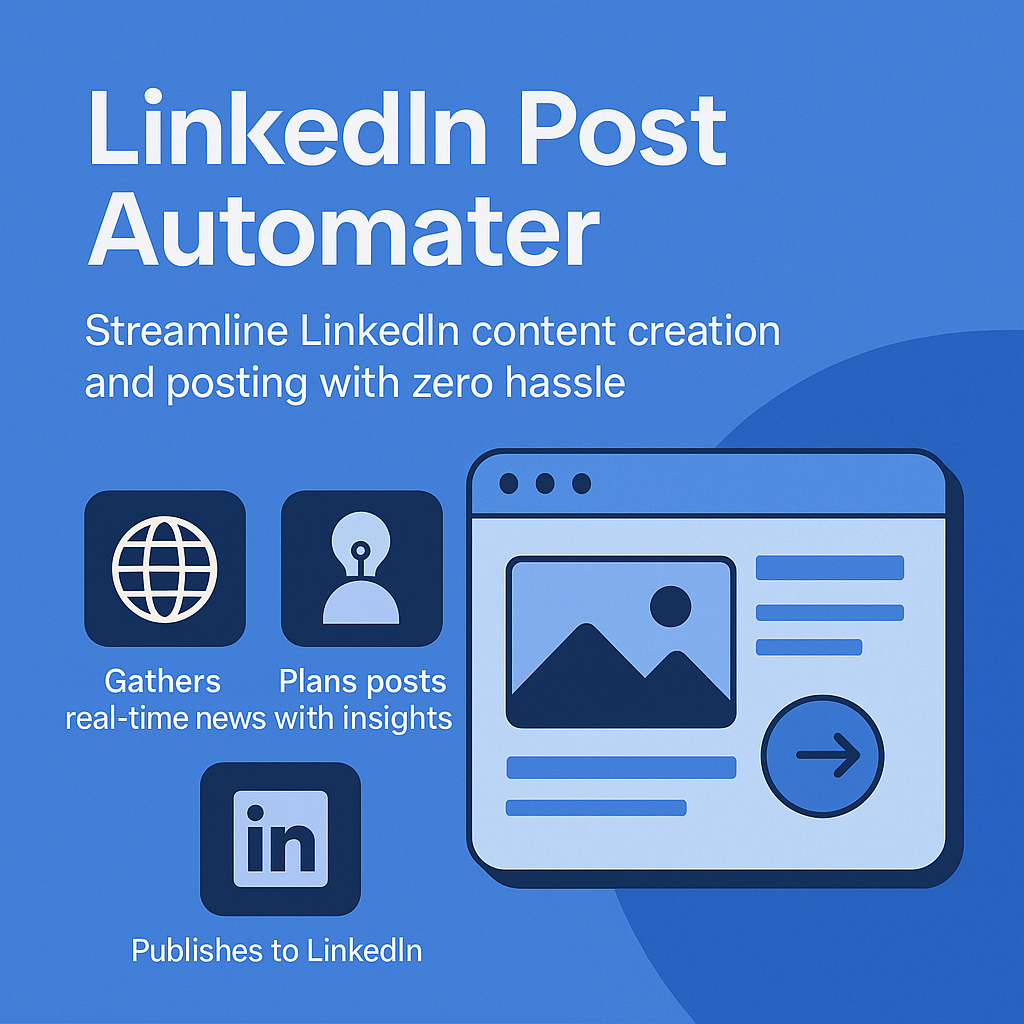 LinkedIn Post
Automater
Streamline LinkedIn content creation
and posting with zero hassle
Gathers
real-time news
Plans posts
with insights
in
Publishes to LinkedIn